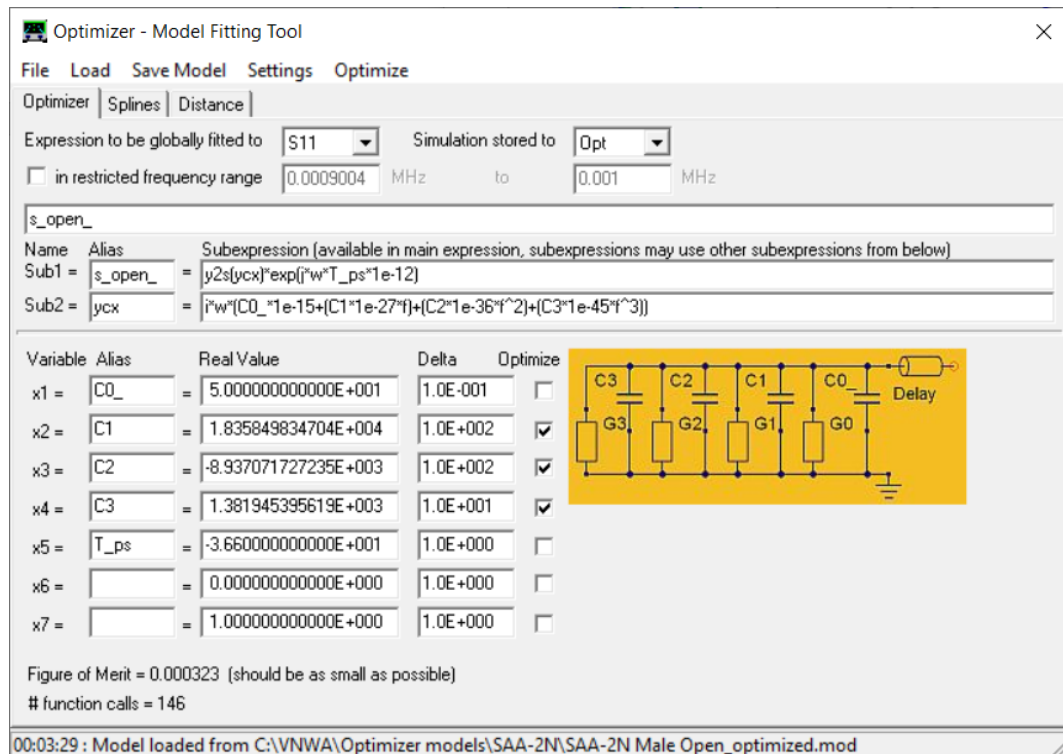 Optimizer - Model Fitting Tool
File Load Save Model Settings Optimize
Optimizer Splines Distance
Expression to be globally fitted to S11 Simulation stored to Opt
in restricted frequency range 0.0009004 MHz to 0.001 MHz
s_open_
Name Alias Subexpression (available in main expression, subexpressions may use other subexpressions from below)
Sub1 = s_open_ = y2s(ycx)*exp(j*w*T_ps*1e-12)
Sub2 = ycx = i*w*(C0_*1e-15+(C1*1e-27*f)+(C2*1e-36*f^2)+(C3*1e-45*f^3))
Variable Alias Real Value Delta Optimize
x1 = C0_ = 5.000000000000E+001 1.0E-001
x2 = C1 = 1.835849834704E+004 1.0E+002
x3 = C2 = -8.937071727235E+003 1.0E+002
x4 = C3 = 1.381945395619E+003 1.0E+001
x5 = T_ps = -3.660000000000E+001 1.0E+000
x6 = = 0.000000000000E+000 1.0E+000
x7 = = 1.000000000000E+000 1.0E+000
C3 C2 C1 C0_ Delay
G3 G2 G1 G0
Figure of Merit = 0.000323 (should be as small as possible)
# function calls = 146
00:03:29 : Model loaded from C:\VNWA\Optimizer models\SAA-2N\SAA-2N Male Open_optimized.mod